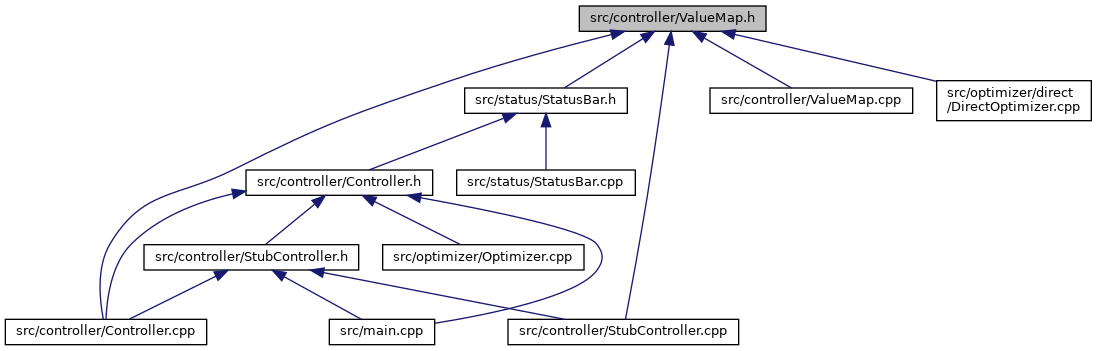 src/controller/ValueMap.h
src/status/StatusBar.h
src/controller/ValueMap.cpp
src/optimizer/direct
/DirectOptimizer.cpp
src/controller/Controller.h
src/status/StatusBar.cpp
src/controller/StubController.h
src/optimizer/Optimizer.cpp
src/controller/Controller.cpp
src/main.cpp
src/controller/StubController.cpp